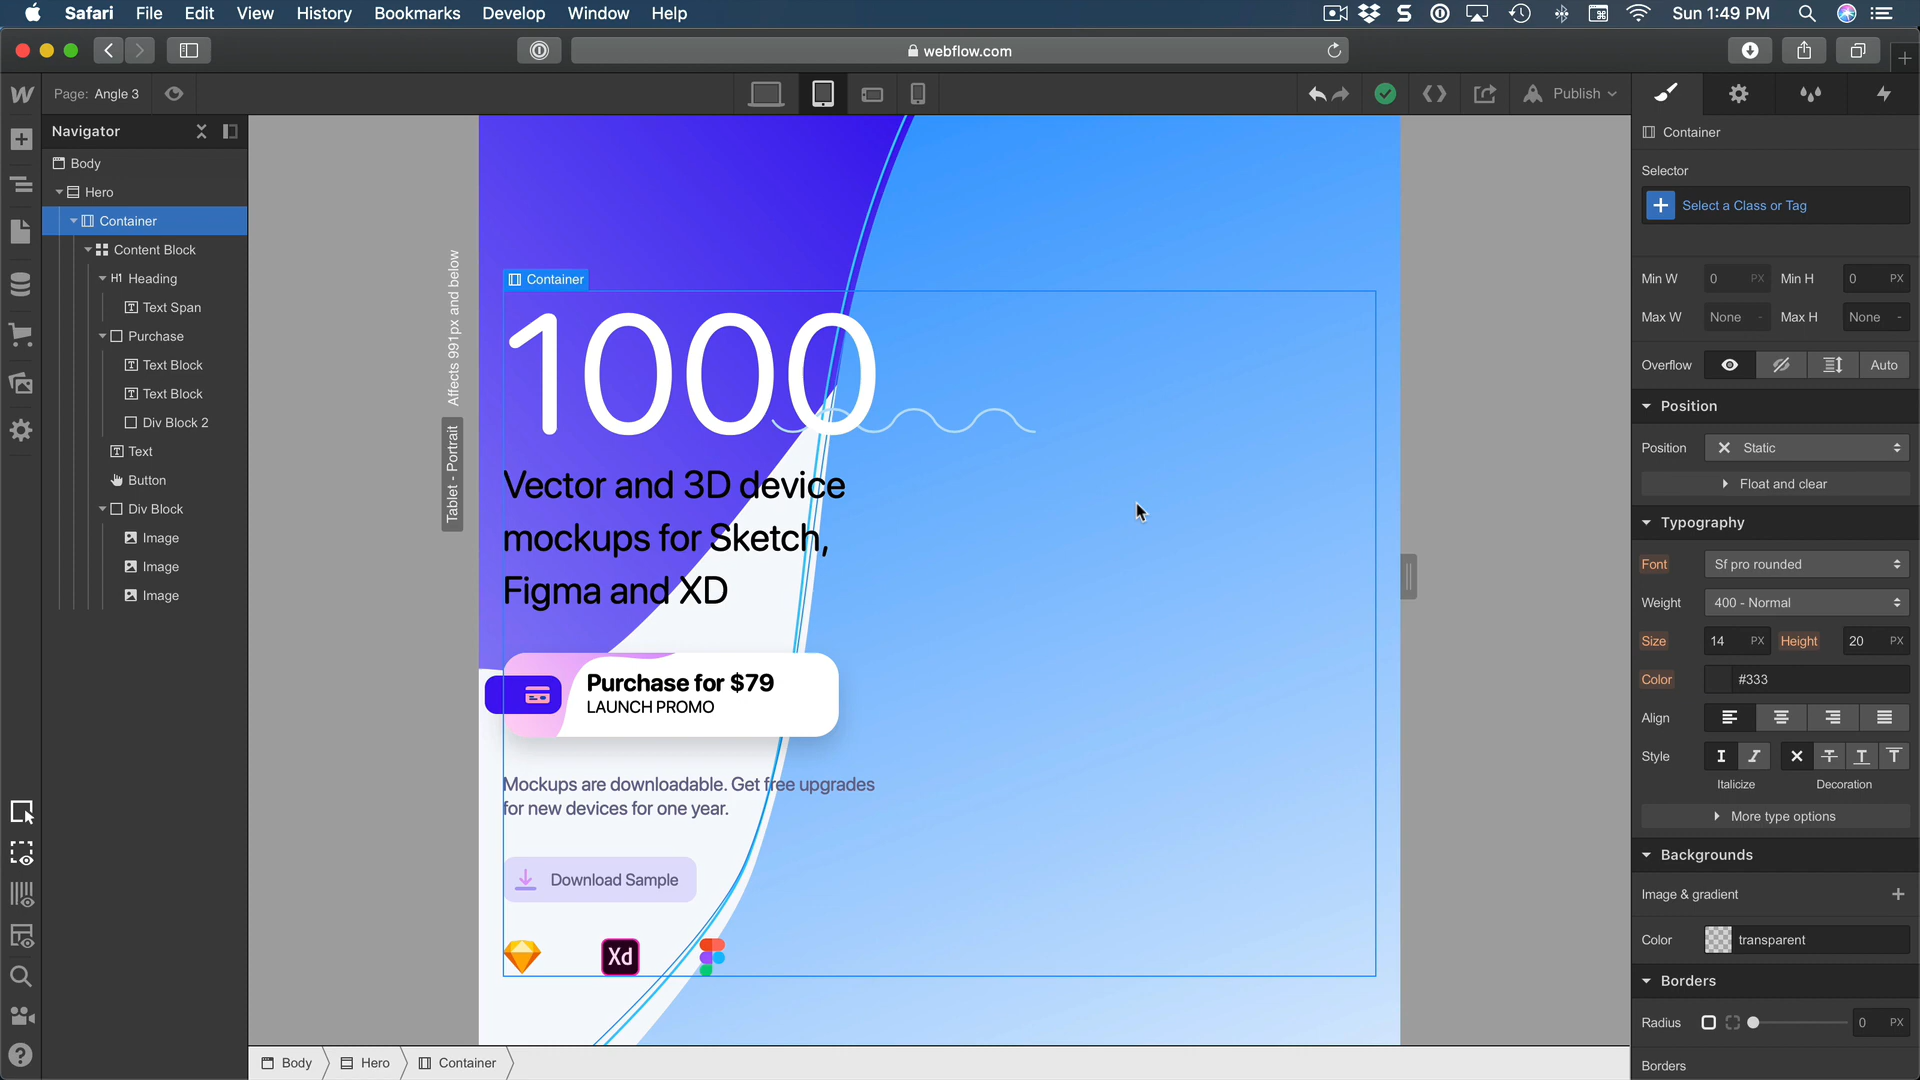 Safari File Edit View History Bookmarks Develop Window Help Sun 1:49 PM
webflow.com
Page: Angle 3 Publish
Navigator
Body
Hero
Container
Content Block
H1 Heading
Text Span
Purchase
Text Block
Text Block
Div Block 2
Text
Button
Div Block
Image
Image
Image
Affects 991px and below
Tablet - Portrait
Container
1000
Vector and 3D device
mockups for Sketch,
Figma and XD
Purchase for $79
LAUNCH PROMO
Mockups are downloadable. Get free upgrades
for new devices for one year.
Download Sample
Xd
Body Hero Container
Container
Selector
Select a Class or Tag
Min W 0 PX Min H 0 PX
Max W None - Max H None -
Overflow Auto
Position
Position Static
Float and clear
Typography
Font Sf pro rounded
Weight 400 - Normal
Size 14 PX Height 20 PX
Color #333
Align
Style
Italicize Decoration
More type options
Backgrounds
Image & gradient
Color transparent
Borders
Radius 0 PX
Borders